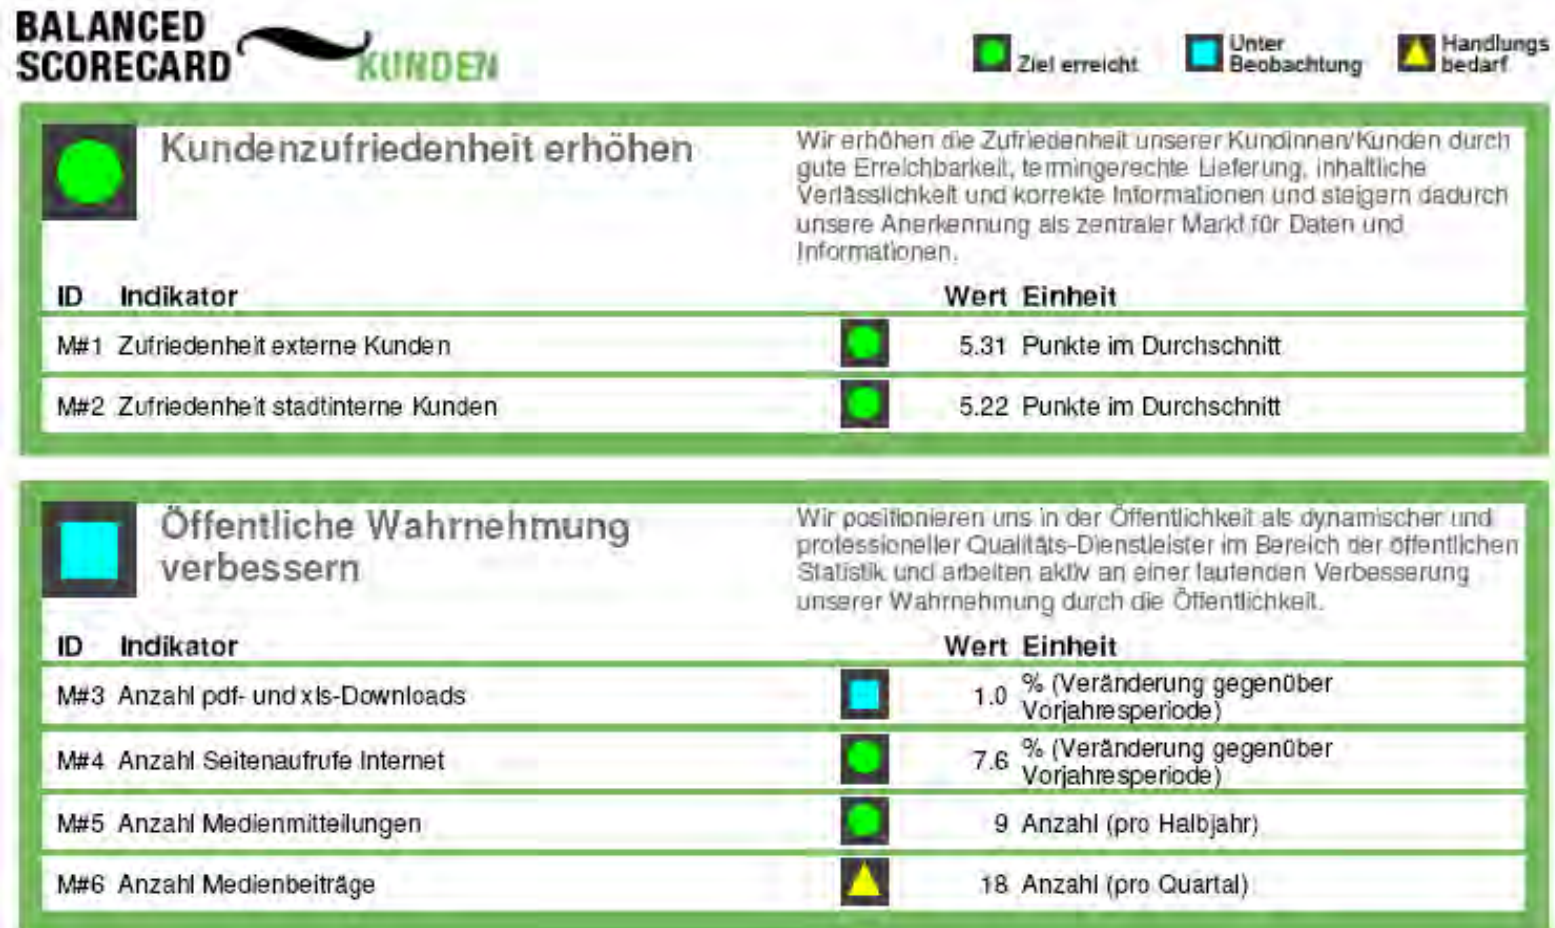 BALANCED
SCORECARD
KUNDEN
Ziel erreicht
Unter
Beobachtung
Handlungs
bedarf
Kundenzufriedenheit erhöhen
Wir erhöhen die Zufriedenheit unserer Kundinnen/Kunden durch
gute Erreichbarkeit, termingerechte Lieferung, inhaltliche
Verlässlichkeit und korrekte Informationen und steigern dadurch
unsere Anerkennung als zentraler Markt für Daten und
Informationen.
ID Indikator Wert Einheit
M#1 Zufriedenheit externe Kunden 5.31 Punkte im Durchschnitt
M#2 Zufriedenheit stadtinterne Kunden 5.22 Punkte im Durchschnitt
Öffentliche Wahrnehmung
verbessern
Wir positionieren uns in der Öffentlichkeit als dynamischer und
professioneller Qualitäts-Dienstleister im Bereich der öffentlichen
Statistik und arbeiten aktiv an einer laufenden Verbesserung
unserer Wahrnehmung durch die Öffentlichkeit.
ID Indikator Wert Einheit
M#3 Anzahl pdf- und xls-Downloads 1.0 % (Veränderung gegenüber
Vorjahresperiode)
M#4 Anzahl Seitenaufrufe Internet 7.6 % (Veränderung gegenüber
Vorjahresperiode)
M#5 Anzahl Medienmitteilungen 9 Anzahl (pro Halbjahr)
M#6 Anzahl Medienbeiträge 18 Anzahl (pro Quartal)